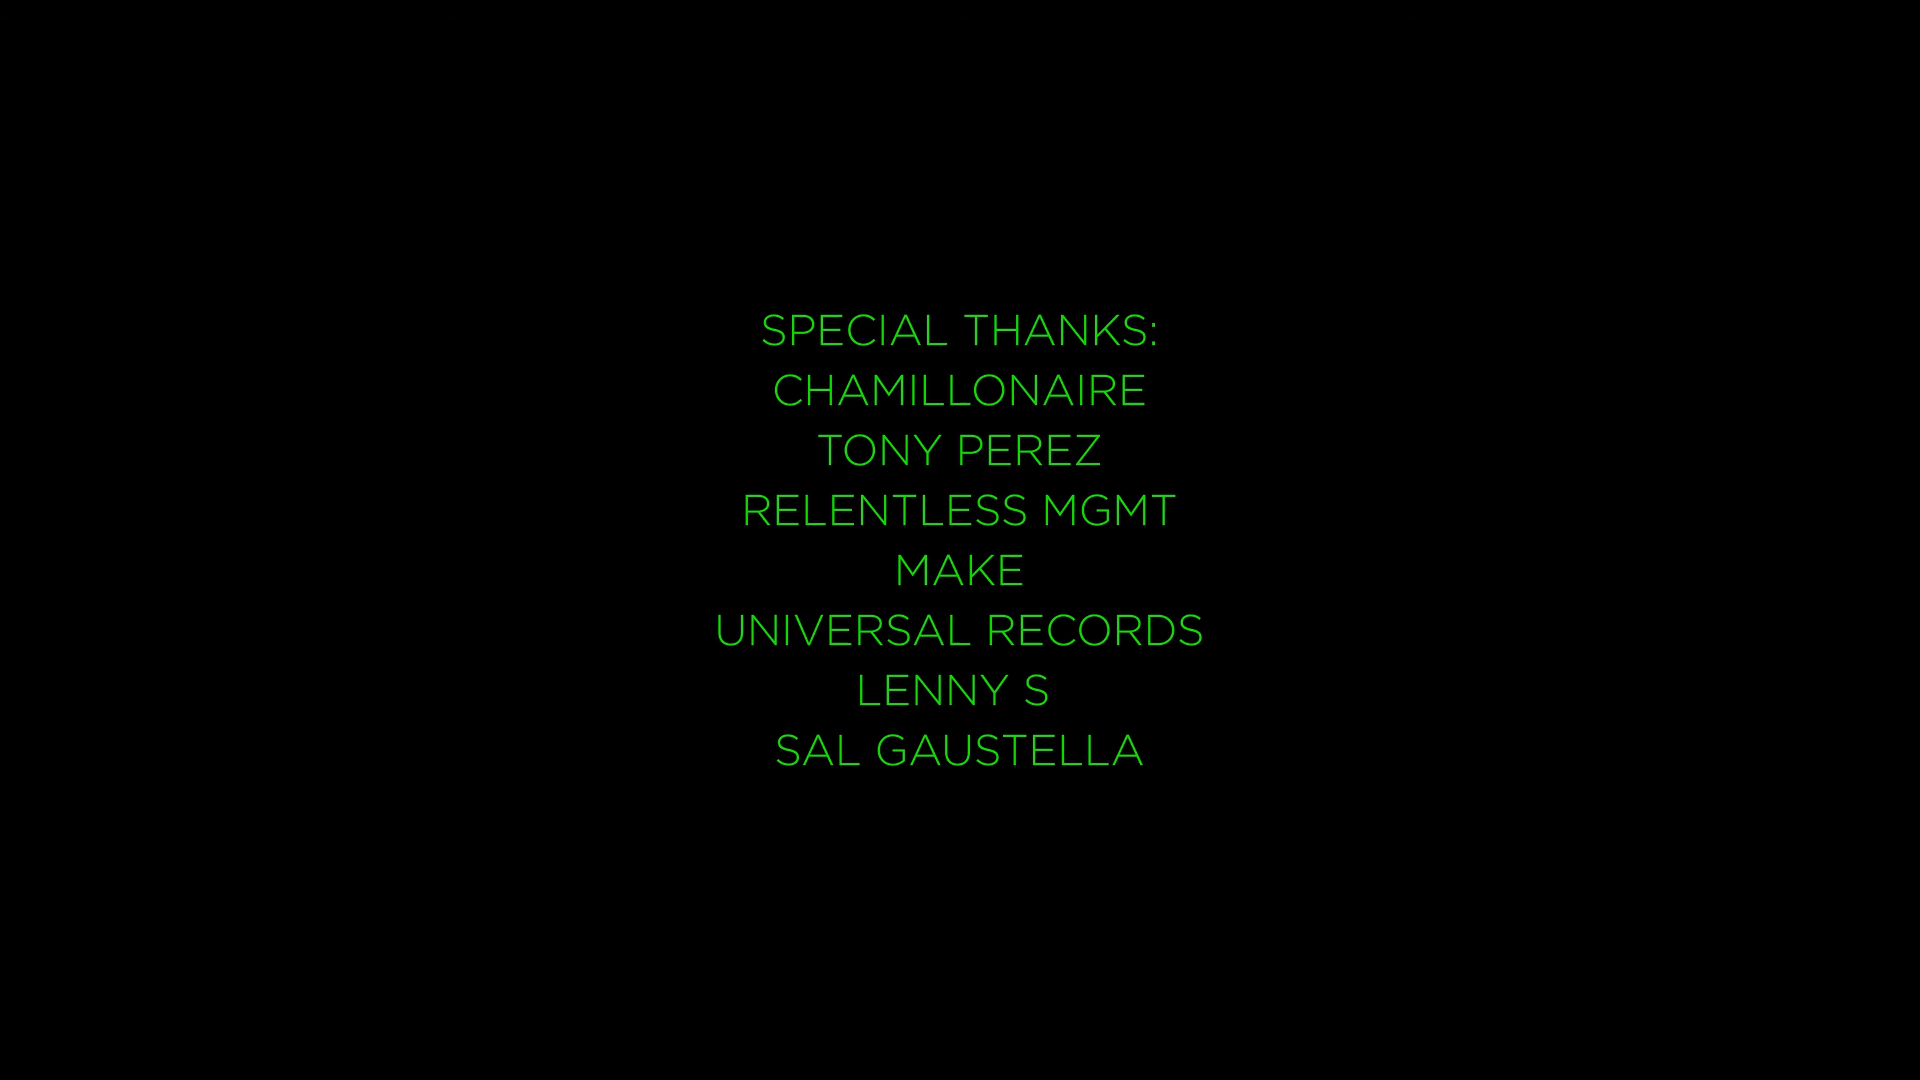 SPECIAL THANKS:
CHAMILLONAIRE
TONY PEREZ
RELENTLESS MGMT
MAKE
UNIVERSAL RECORDS
LENNY S
SAL GAUSTELLA